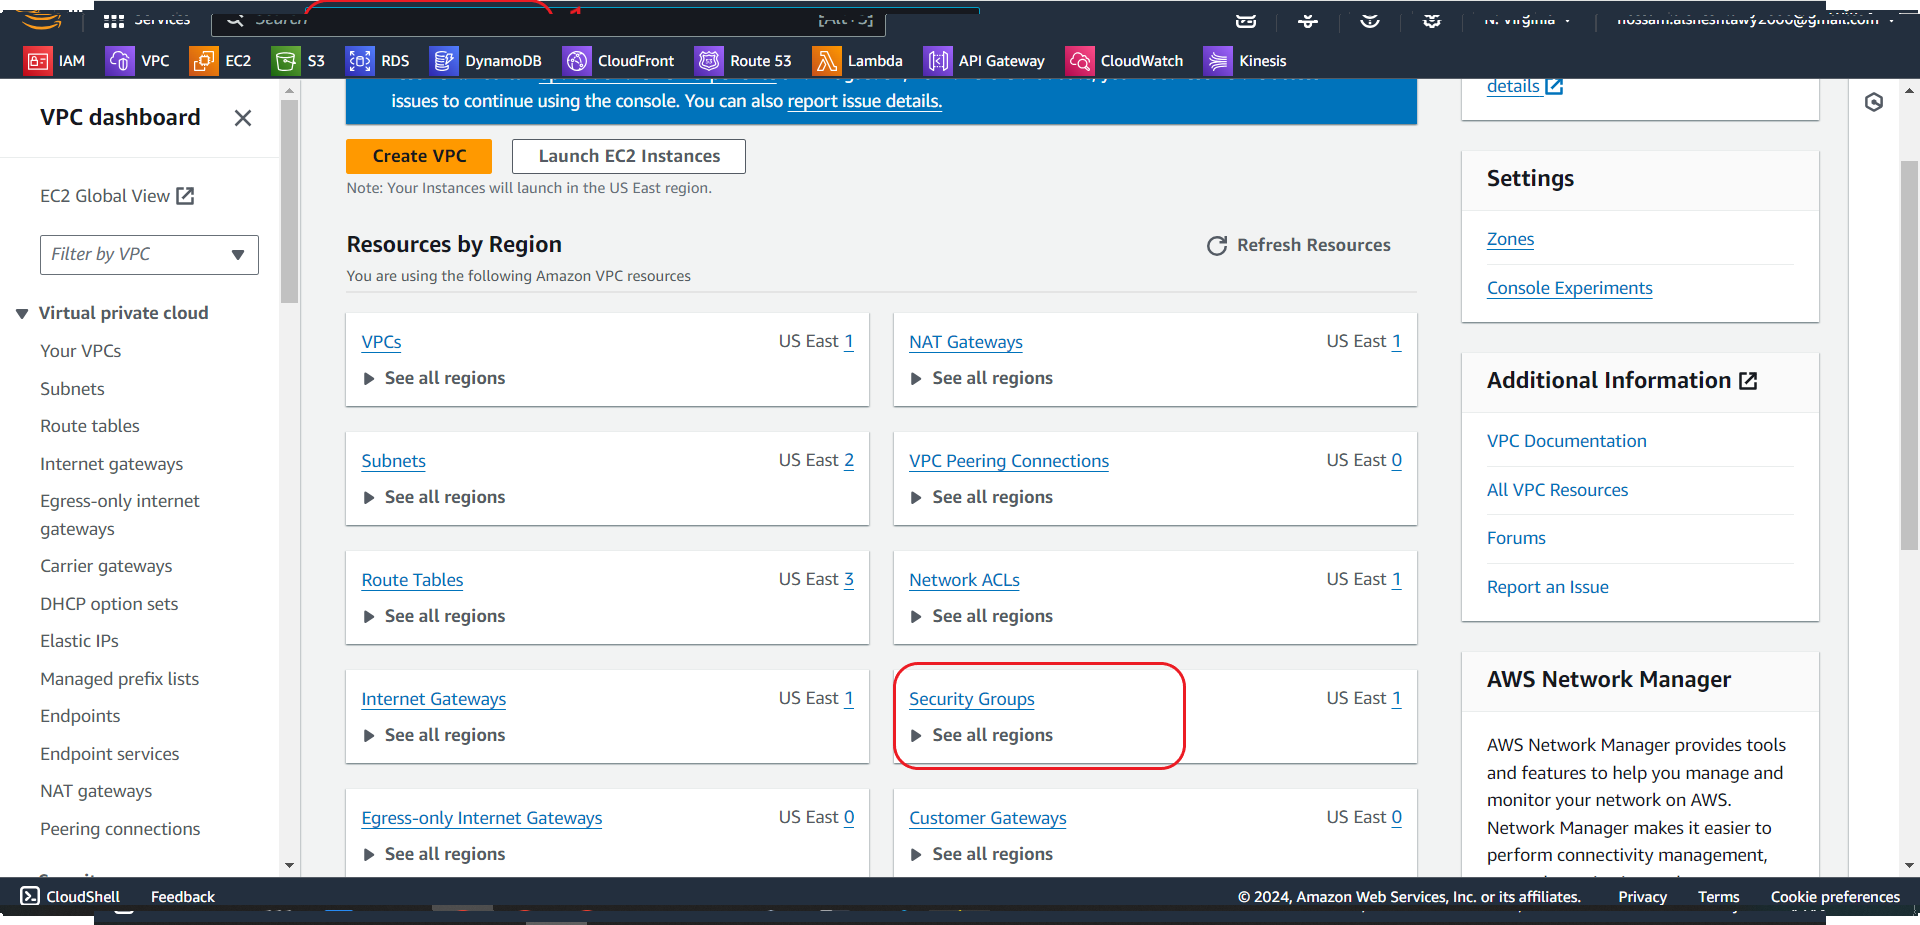 Services
Search
[Alt+S]
N. Virginia
IAM
VPC
EC2
S3
RDS
DynamoDB
CloudFront
Route 53
Lambda
API Gateway
CloudWatch
Kinesis
VPC dashboard
EC2 Global View
Filter by VPC
Virtual private cloud
Your VPCs
Subnets
Route tables
Internet gateways
Egress-only internet
gateways
Carrier gateways
DHCP option sets
Elastic IPs
Managed prefix lists
Endpoints
Endpoint services
NAT gateways
Peering connections
issues to continue using the console. You can also report issue details.
Create VPC
Launch EC2 Instances
Note: Your Instances will launch in the US East region.
Resources by Region
Refresh Resources
You are using the following Amazon VPC resources
VPCs
US East 1
See all regions
NAT Gateways
US East 1
See all regions
Subnets
US East 2
See all regions
VPC Peering Connections
US East 0
See all regions
Route Tables
US East 3
See all regions
Network ACLs
US East 1
See all regions
Internet Gateways
US East 1
See all regions
Security Groups
US East 1
See all regions
Egress-only Internet Gateways
US East 0
See all regions
Customer Gateways
US East 0
See all regions
details
Settings
Zones
Console Experiments
Additional Information
VPC Documentation
All VPC Resources
Forums
Report an Issue
AWS Network Manager
AWS Network Manager provides tools
and features to help you manage and
monitor your network on AWS.
Network Manager makes it easier to
perform connectivity management,
CloudShell
Feedback
© 2024, Amazon Web Services, Inc. or its affiliates.
Privacy
Terms
Cookie preferences